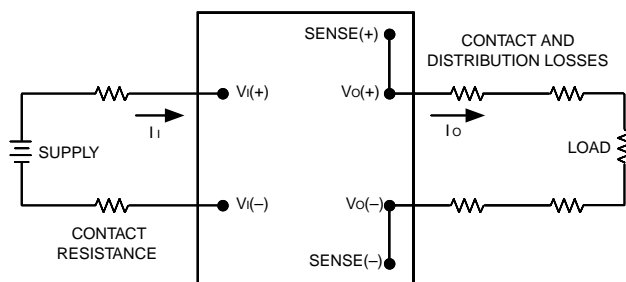 SENSE(+)
CONTACT AND
DISTRIBUTION LOSSES
VI(+)
VO(+)
II
IO
SUPPLY
LOAD
VI(–)
VO(–)
CONTACT
RESISTANCE
SENSE(–)